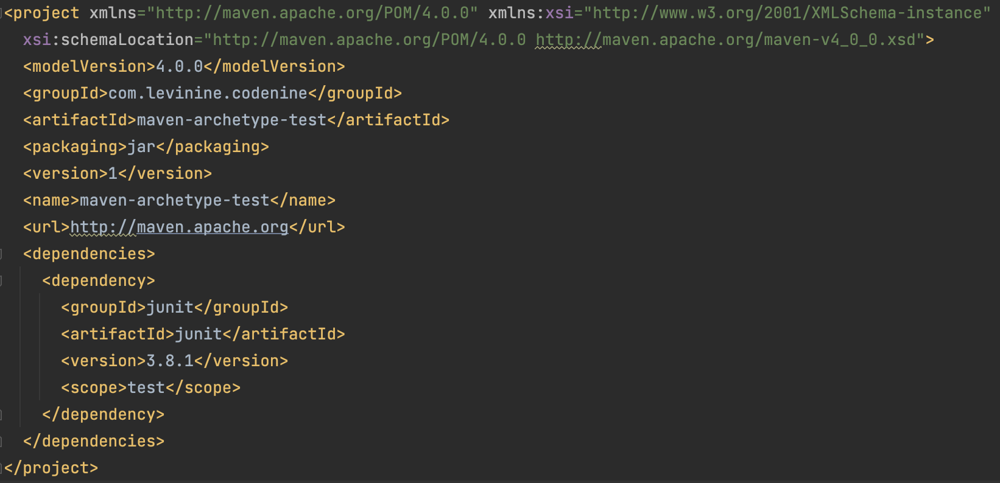 <project xmlns="http://maven.apache.org/POM/4.0.0" xmlns:xsi="http://www.w3.org/2001/XMLSchema-instance"
  xsi:schemaLocation="http://maven.apache.org/POM/4.0.0 http://maven.apache.org/maven-v4_0_0.xsd">
  <modelVersion>4.0.0</modelVersion>
  <groupId>com.levinine.codenine</groupId>
  <artifactId>maven-archetype-test</artifactId>
  <packaging>jar</packaging>
  <version>1</version>
  <name>maven-archetype-test</name>
  <url>http://maven.apache.org</url>
  <dependencies>
    <dependency>
      <groupId>junit</groupId>
      <artifactId>junit</artifactId>
      <version>3.8.1</version>
      <scope>test</scope>
    </dependency>
  </dependencies>
</project>